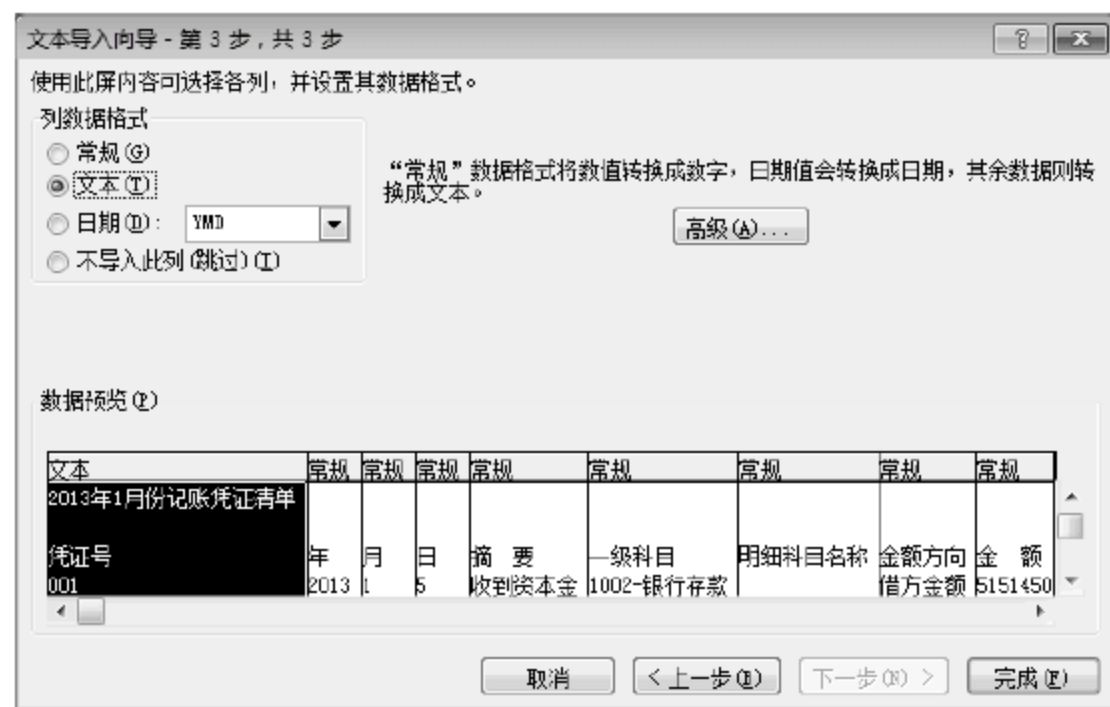 文本导入向导 - 第 3 步，共 3 步
使用此屏内容可选择各列，并设置其数据格式。
列数据格式
常规(G)
文本(T)
日期(D)： YMD
不导入此列(跳过)(I)
“常规”数据格式将数值转换成数字，日期值会转换成日期，其余数据则转
换成文本。
高级(A)...
数据预览(P)
文本 常规 常规 常规 常规 常规 常规 常规 常规
2013年1月份记账凭证清单
凭证号 年 月 日 摘 要 一级科目 明细科目名称 金额方向 金 额
001 2013 1 5 收到资本金 1002-银行存款 借方金额 5151450
取消 < 上一步(B) 下一步(N) > 完成(F)